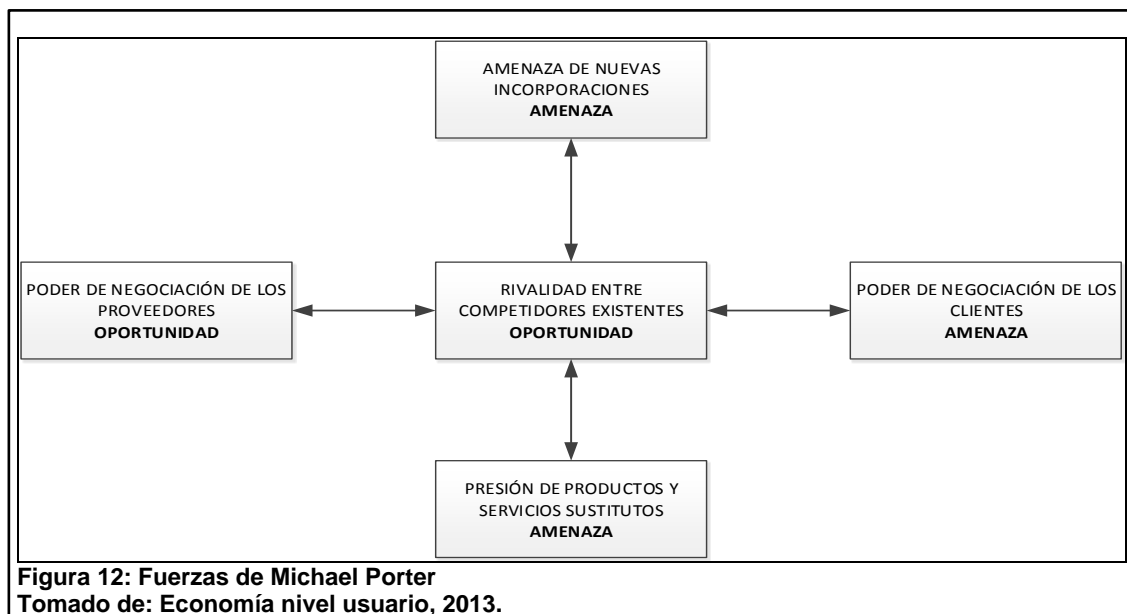 AMENAZA DE NUEVAS
INCORPORACIONES
AMENAZA
PODER DE NEGOCIACIÓN DE LOS
PROVEEDORES
OPORTUNIDAD
RIVALIDAD ENTRE
COMPETIDORES EXISTENTES
OPORTUNIDAD
PODER DE NEGOCIACIÓN DE LOS
CLIENTES
AMENAZA
PRESIÓN DE PRODUCTOS Y
SERVICIOS SUSTITUTOS
AMENAZA
Figura 12: Fuerzas de Michael Porter
Tomado de: Economía nivel usuario, 2013.